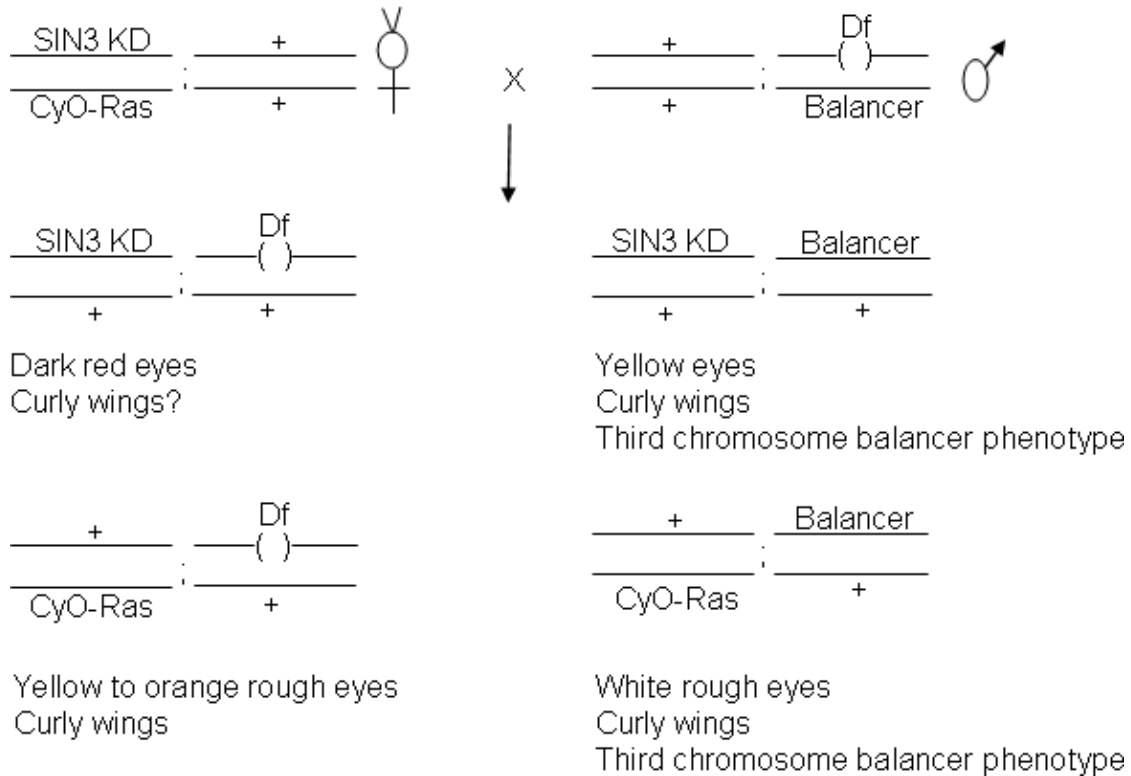 SIN3 KD + + Df
CyO-Ras ; + X + ; Balancer
SIN3 KD ; Df
+ +
SIN3 KD ; Balancer
+ +
Dark red eyes
Curly wings?
Yellow eyes
Curly wings
Third chromosome balancer phenotype
+ ; Df
CyO-Ras +
+ ; Balancer
CyO-Ras +
Yellow to orange rough eyes
Curly wings
White rough eyes
Curly wings
Third chromosome balancer phenotype